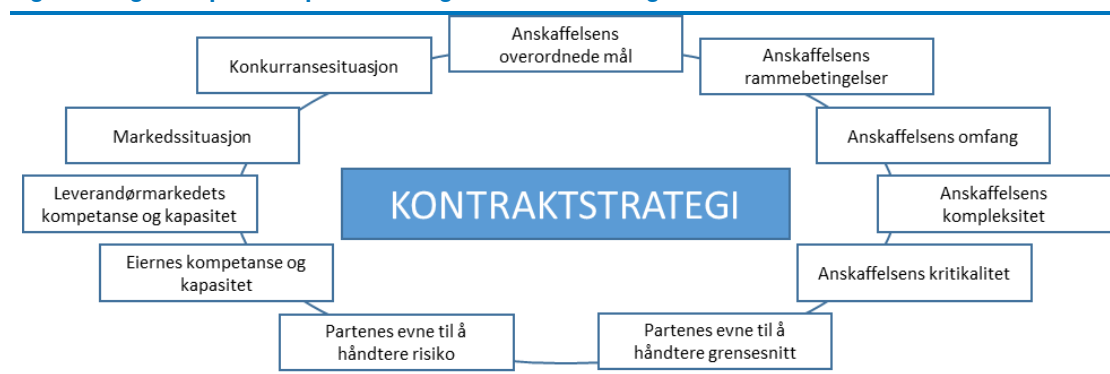 Anskaffelsens
overordnede mål
Anskaffelsens
rammebetingelser
Konkurransesituasjon
Markedssituasjon
Anskaffelsens omfang
Leverandørmarkedets
kompetanse og kapasitet
KONTRAKTSTRATEGI
Anskaffelsens
kompleksitet
Eiernes kompetanse og
kapasitet
Anskaffelsens kritikalitet
Partenes evne til å
håndtere risiko
Partenes evne til å
håndtere grensesnitt